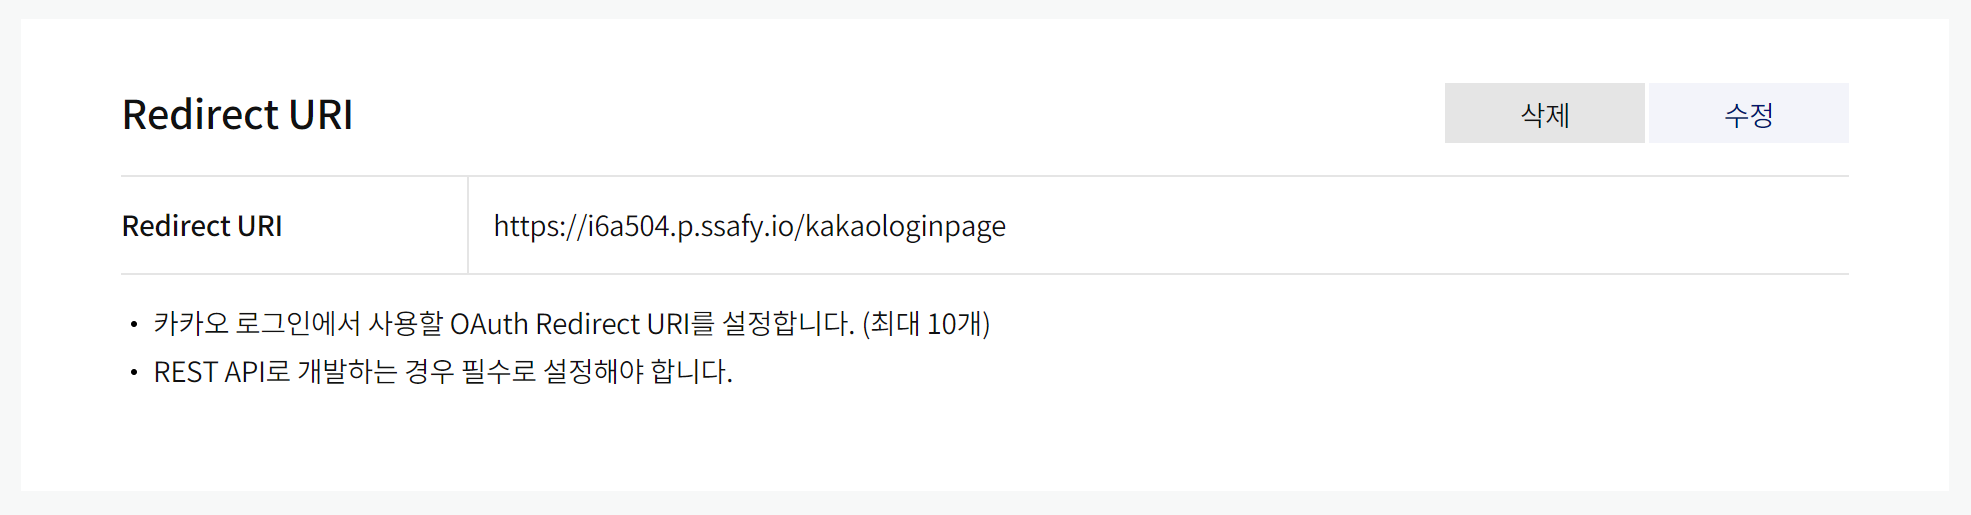 Redirect URI
삭제
수정
Redirect URI
https://i6a504.p.ssafy.io/kakaologinpage
• 카카오 로그인에서 사용할 OAuth Redirect URI를 설정합니다. (최대 10개)
• REST API로 개발하는 경우 필수로 설정해야 합니다.